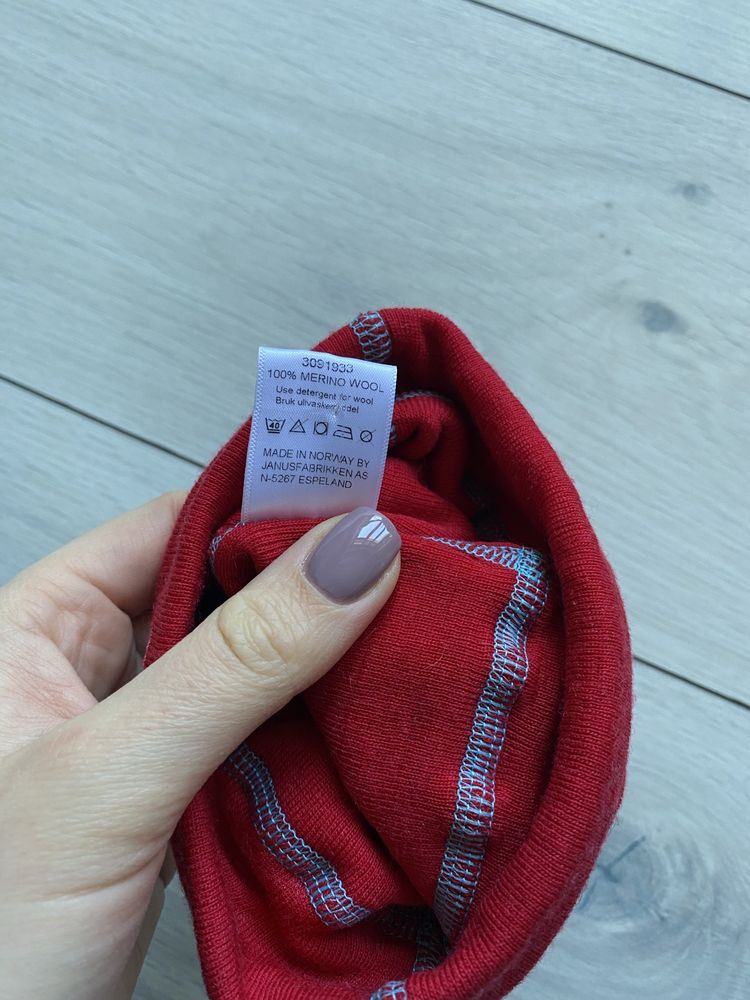 3091933
100% MERINO WOOL
Use detergent for wool
Bruk ullvaskemiddel
40
MADE IN NORWAY BY
JANUSFABRIKKEN AS
N-5267 ESPELAND